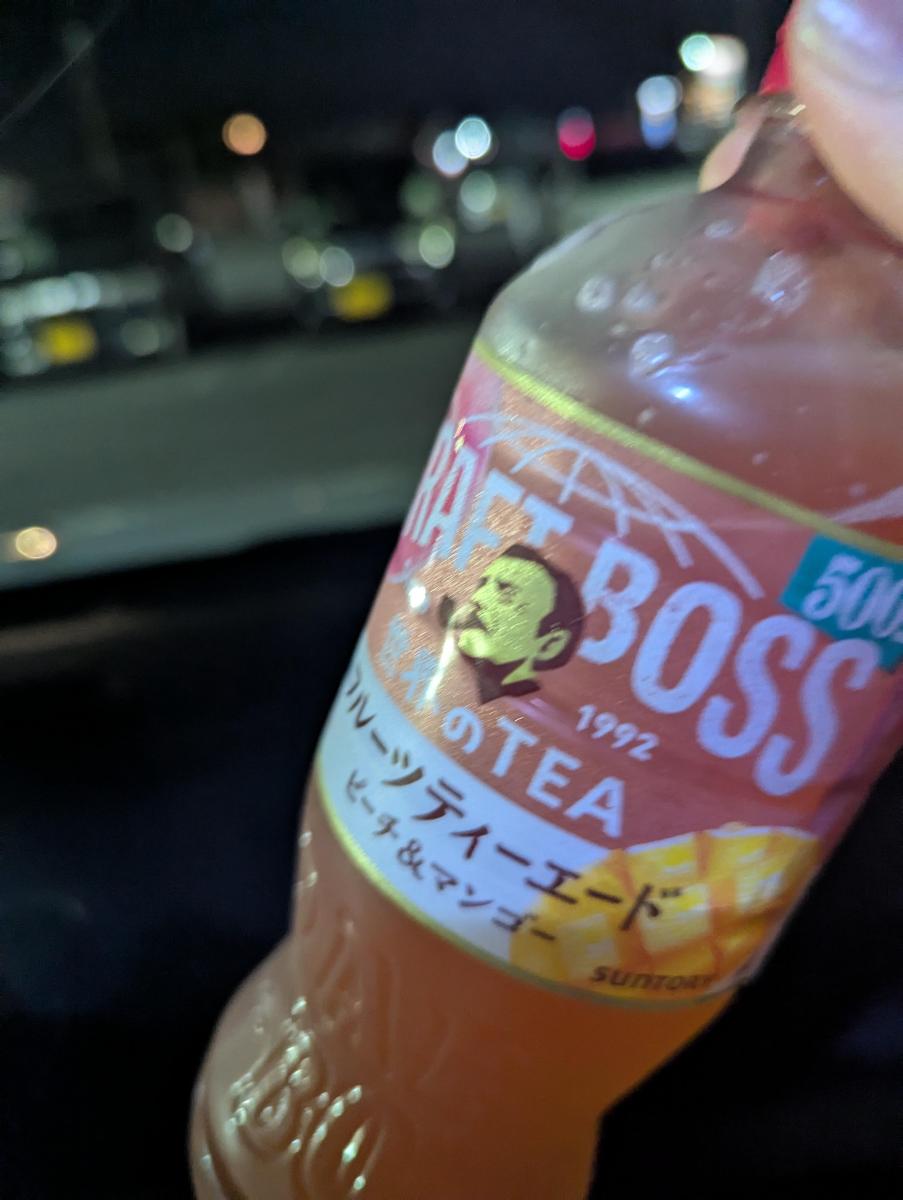 CRAFT BOSS
1992
のTEA
フルーツティーエード
ピーチ&マンゴー
SUNTORY
500